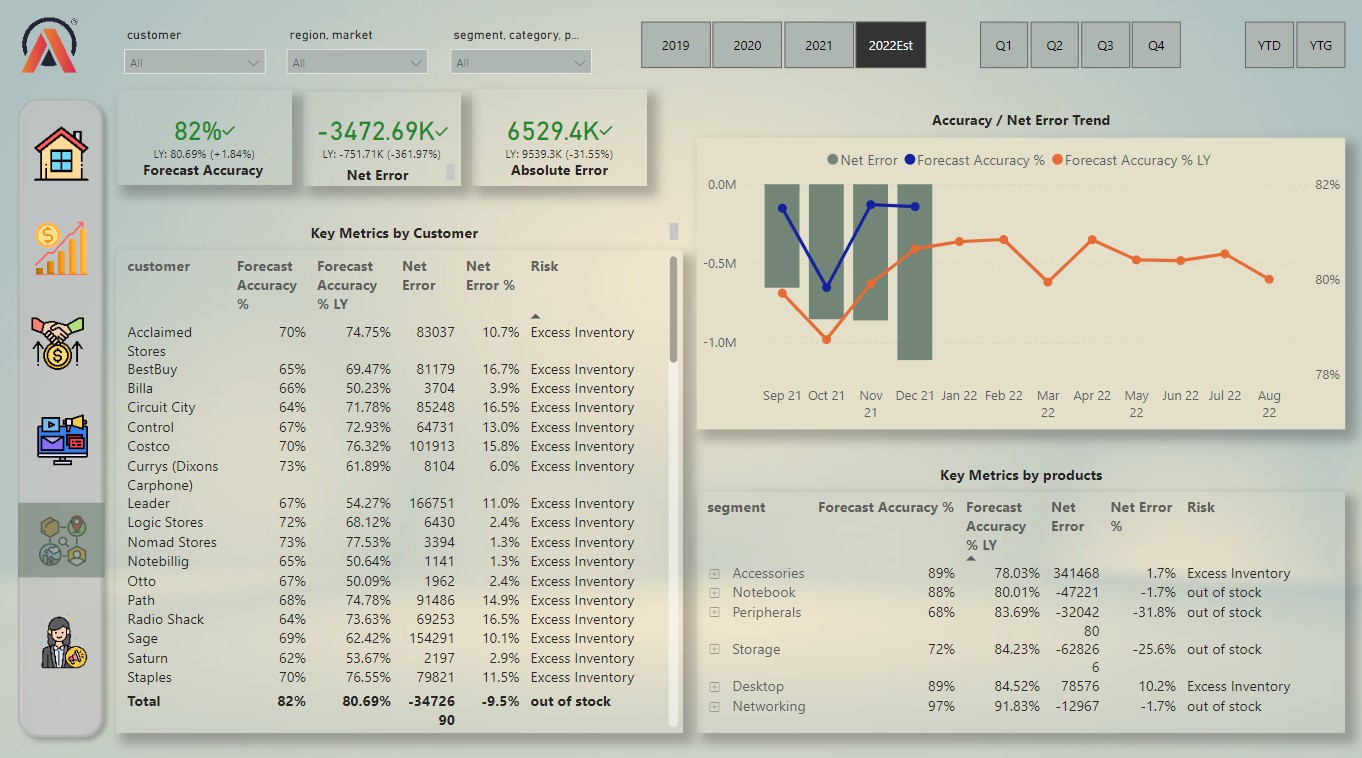 customer
region, market
segment, category, p...
All
All
All
2019
2020
2021
2022Est
Q1
Q2
Q3
Q4
YTD
YTG
82%
LY: 80.69% (+1.84%)
Forecast Accuracy
-3472.69K
LY: -751.71K (-361.97%)
Net Error
6529.4K
LY: 9539.3K (-31.55%)
Absolute Error
Key Metrics by Customer
customer Forecast Accuracy % Forecast Accuracy % LY Net Error Net Error % Risk
Acclaimed Stores 70% 74.75% 83037 10.7% Excess Inventory
BestBuy 65% 69.47% 81179 16.7% Excess Inventory
Billa 66% 50.23% 3704 3.9% Excess Inventory
Circuit City 64% 71.78% 85248 16.5% Excess Inventory
Control 67% 72.93% 64731 13.0% Excess Inventory
Costco 70% 76.32% 101913 15.8% Excess Inventory
Currys (Dixons Carphone) 73% 61.89% 8104 6.0% Excess Inventory
Leader 67% 54.27% 166751 11.0% Excess Inventory
Logic Stores 72% 68.12% 6430 2.4% Excess Inventory
Nomad Stores 73% 77.53% 3394 1.3% Excess Inventory
Notebillig 65% 50.64% 1141 1.3% Excess Inventory
Otto 67% 50.09% 1962 2.4% Excess Inventory
Path 68% 74.78% 91486 14.9% Excess Inventory
Radio Shack 64% 73.63% 69253 16.5% Excess Inventory
Sage 69% 62.42% 154291 10.1% Excess Inventory
Saturn 62% 53.67% 2197 2.9% Excess Inventory
Staples 70% 76.55% 79821 11.5% Excess Inventory
Total 82% 80.69% -3472690 -9.5% out of stock
Accuracy / Net Error Trend
Net Error Forecast Accuracy % Forecast Accuracy % LY
0.0M
-0.5M
-1.0M
82%
80%
78%
Sep 21 Oct 21 Nov 21 Dec 21 Jan 22 Feb 22 Mar 22 Apr 22 May 22 Jun 22 Jul 22 Aug 22
Key Metrics by products
segment Forecast Accuracy % Forecast Accuracy % LY Net Error Net Error % Risk
Accessories 89% 78.03% 341468 1.7% Excess Inventory
Notebook 88% 80.01% -47221 -1.7% out of stock
Peripherals 68% 83.69% -3204280 -31.8% out of stock
Storage 72% 84.23% -628266 -25.6% out of stock
Desktop 89% 84.52% 78576 10.2% Excess Inventory
Networking 97% 91.83% -12967 -1.7% out of stock